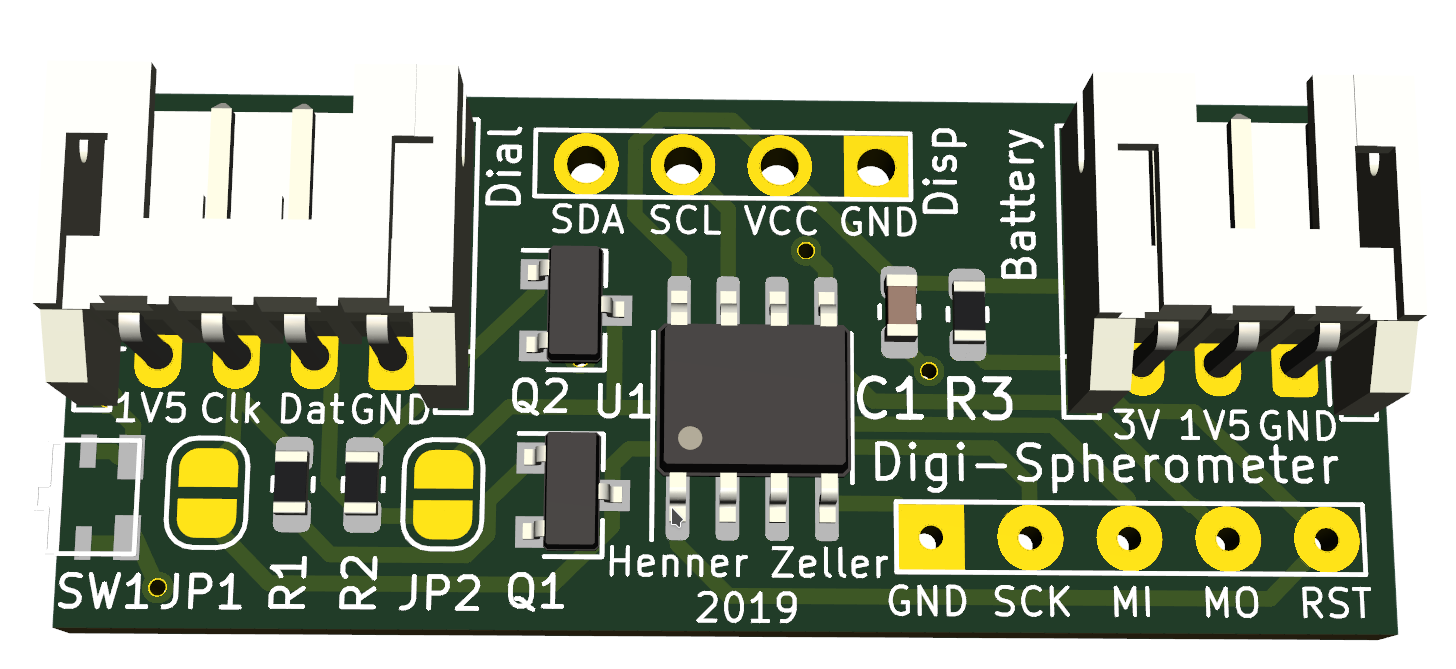 Dial
Disp
Battery
SDA SCL VCC GND
1V5 Clk Dat GND
Q2 U1
C1 R3
3V 1V5 GND
Digi-Spherometer
Henner Zeller
2019
SW1 JP1 R1 R2 JP2 Q1
GND SCK MI MO RST